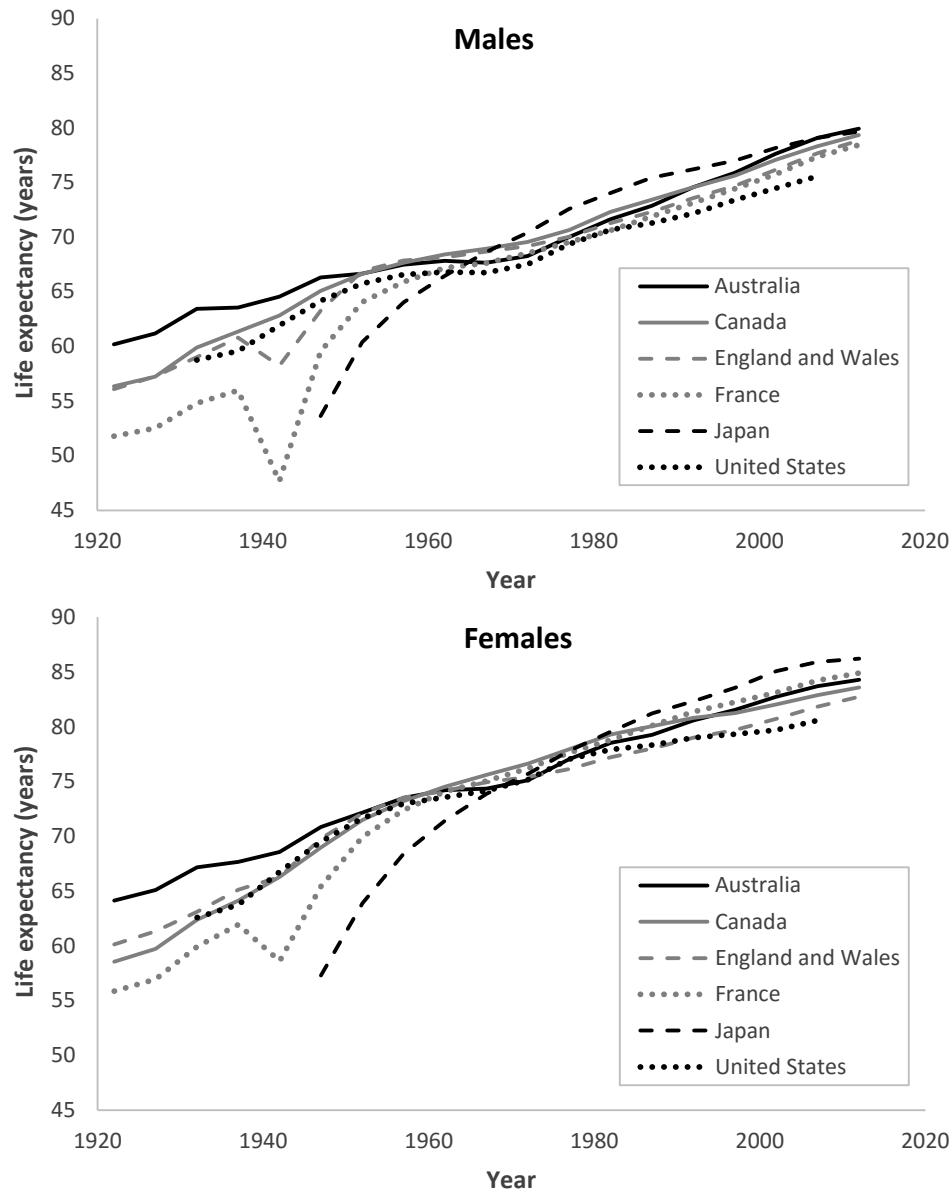 Males
Life expectancy (years)
90
85
80
75
70
65
60
55
50
45
1920
1940
1960
1980
2000
2020
Year
Australia
Canada
England and Wales
France
Japan
United States
Females
Life expectancy (years)
90
85
80
75
70
65
60
55
50
45
1920
1940
1960
1980
2000
2020
Year
Australia
Canada
England and Wales
France
Japan
United States